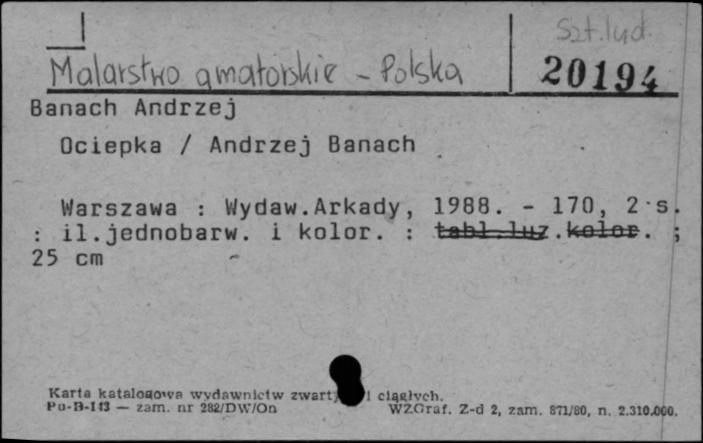 Szt.lud.
Malarstwo amatorskie - Polska
20194
Banach Andrzej
Ociepka / Andrzej Banach
Warszawa : Wydaw.Arkady, 1988. - 170, 2 s.
: il.jednobarw. i kolor. : tabl.luz.kolor. ;
25 cm
Karta katalogowa wydawnictw zwartych i ciągłych.
Pu-B-113 — zam. nr 282/DW/On WZGraf. Z-d 2, zam. 871/80, n. 2.310.000.